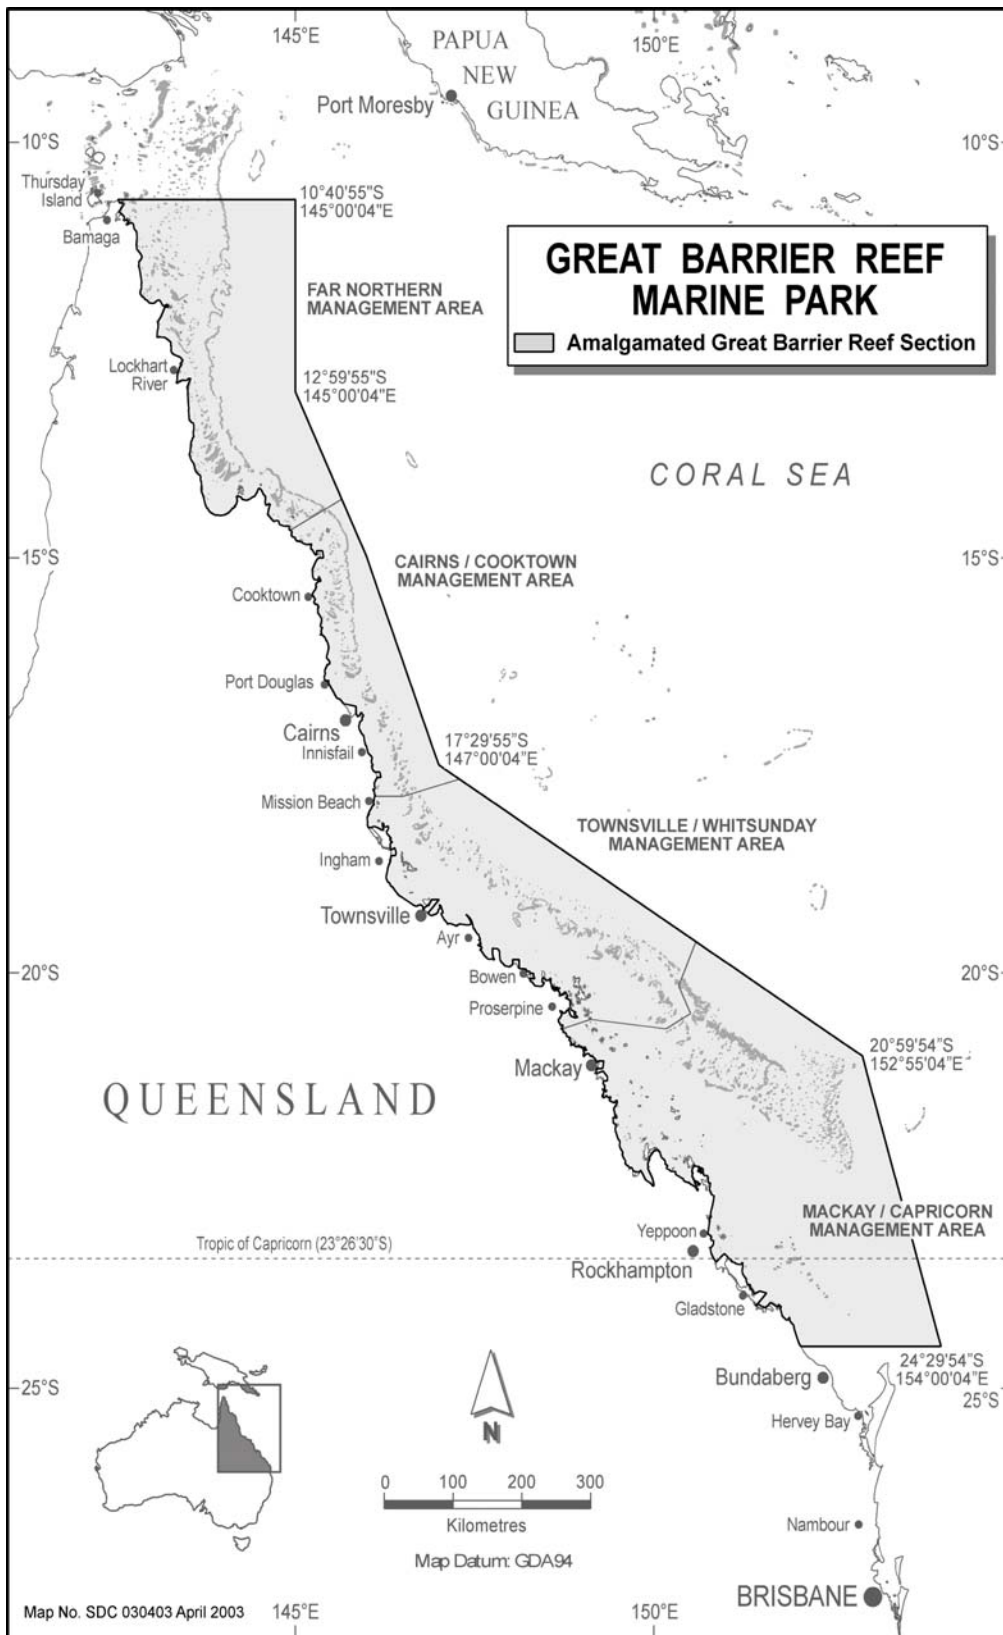 145°E
150°E
PAPUA
NEW
GUINEA
Port Moresby
10°S
10°S
Thursday
Island
Bamaga
10°40'55"S
145°00'04"E
GREAT BARRIER REEF
MARINE PARK
Amalgamated Great Barrier Reef Section
FAR NORTHERN
MANAGEMENT AREA
Lockhart
River
12°59'55"S
145°00'04"E
CORAL SEA
15°S
15°S
CAIRNS / COOKTOWN
MANAGEMENT AREA
Cooktown
Port Douglas
Cairns
Innisfail
17°29'55"S
147°00'04"E
Mission Beach
TOWNSVILLE / WHITSUNDAY
MANAGEMENT AREA
Ingham
Townsville
Ayr
20°S
20°S
Bowen
Proserpine
20°59'54"S
152°55'04"E
Mackay
QUEENSLAND
MACKAY / CAPRICORN
MANAGEMENT AREA
Yeppoon
Tropic of Capricorn (23°26'30"S)
Rockhampton
Gladstone
24°29'54"S
154°00'04"E
25°S
25°S
Bundaberg
Hervey Bay
N
0 100 200 300
Kilometres
Map Datum: GDA94
Nambour
BRISBANE
Map No. SDC 030403 April 2003
145°E
150°E